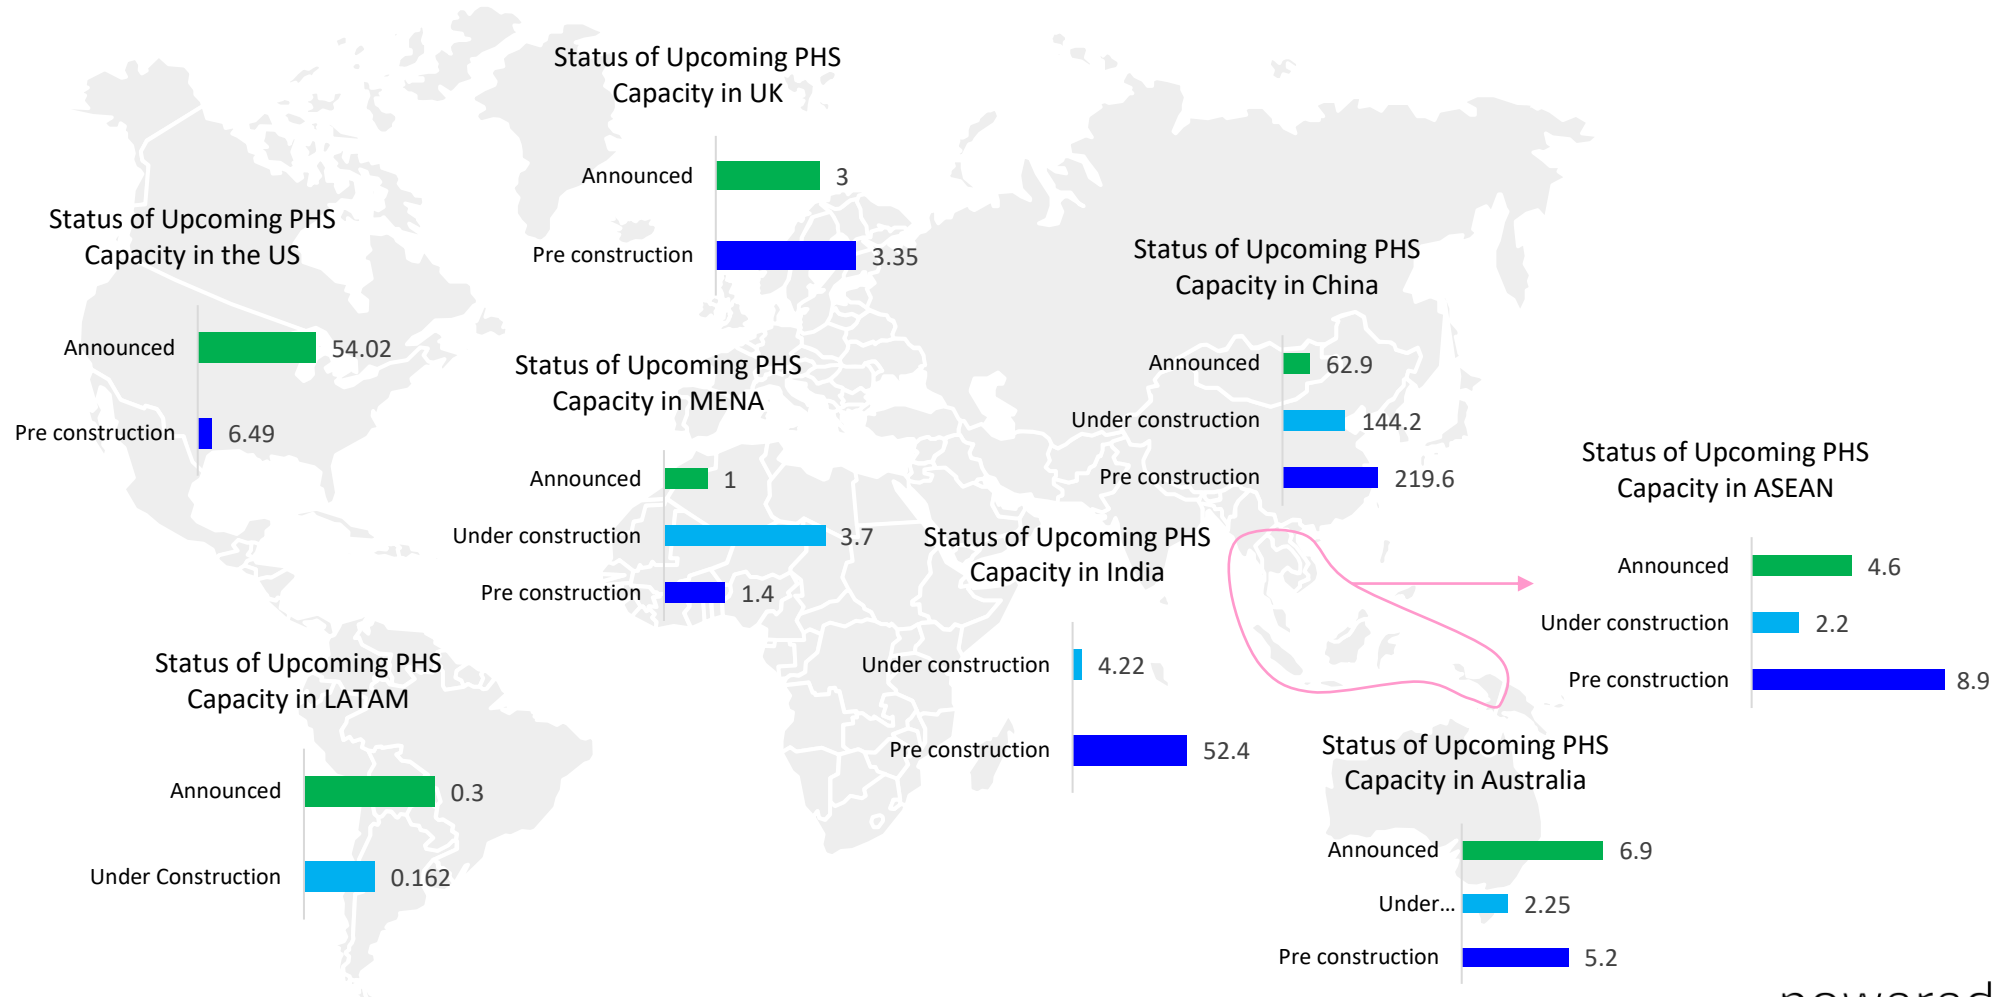 Status of Upcoming PHS
Capacity in UK
Announced 3
Pre construction 3.35
Status of Upcoming PHS
Capacity in the US
Announced 54.02
Pre construction 6.49
Status of Upcoming PHS
Capacity in China
Announced 62.9
Under construction 144.2
Pre construction 219.6
Status of Upcoming PHS
Capacity in MENA
Announced 1
Under construction 3.7
Pre construction 1.4
Status of Upcoming PHS
Capacity in ASEAN
Announced 4.6
Under construction 2.2
Pre construction 8.9
Status of Upcoming PHS
Capacity in India
Under construction 4.22
Pre construction 52.4
Status of Upcoming PHS
Capacity in LATAM
Announced 0.3
Under Construction 0.162
Status of Upcoming PHS
Capacity in Australia
Announced 6.9
Under... 2.25
Pre construction 5.2
powered